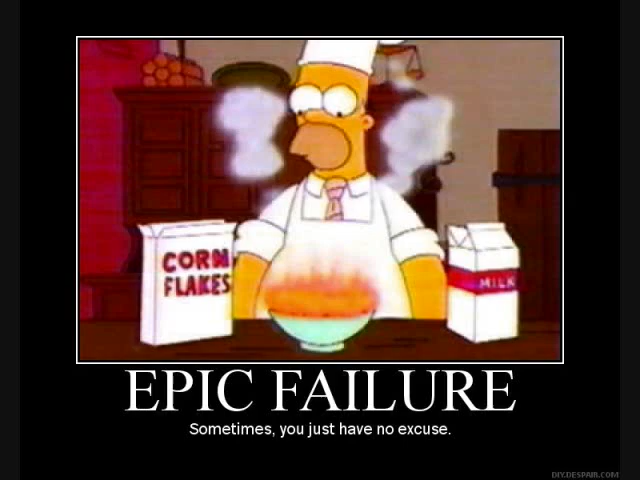 CORN
FLAKES
MILK
EPIC FAILURE
Sometimes, you just have no excuse.
DIY.DESPAIR.COM